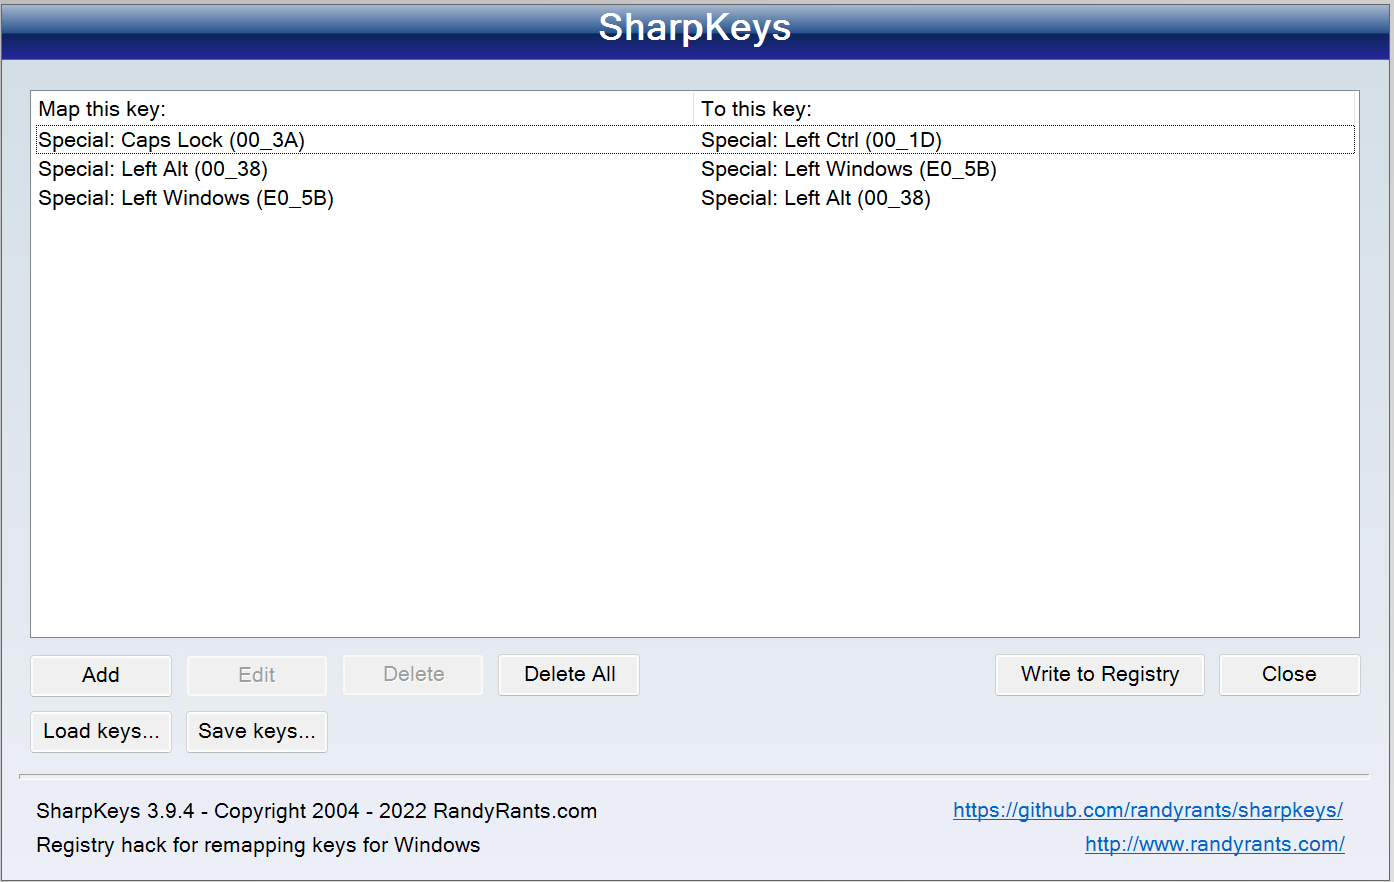 SharpKeys
Map this key: To this key:
Special: Caps Lock (00_3A) Special: Left Ctrl (00_1D)
Special: Left Alt (00_38) Special: Left Windows (E0_5B)
Special: Left Windows (E0_5B) Special: Left Alt (00_38)
Add Edit Delete Delete All Write to Registry Close
Load keys... Save keys...
SharpKeys 3.9.4 - Copyright 2004 - 2022 RandyRants.com https://github.com/randyrants/sharpkeys/
Registry hack for remapping keys for Windows http://www.randyrants.com/